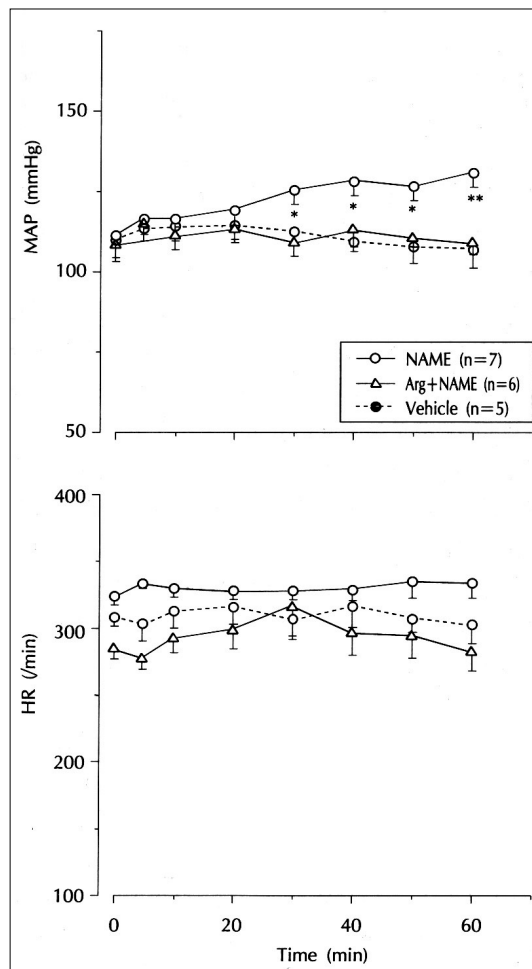 150
MAP (mmHg)
100
*
*
*
**
NAME (n=7)
Arg+NAME (n=6)
Vehicle (n=5)
50
400
300
HR (/min)
200
100
0
20
40
60
Time (min)